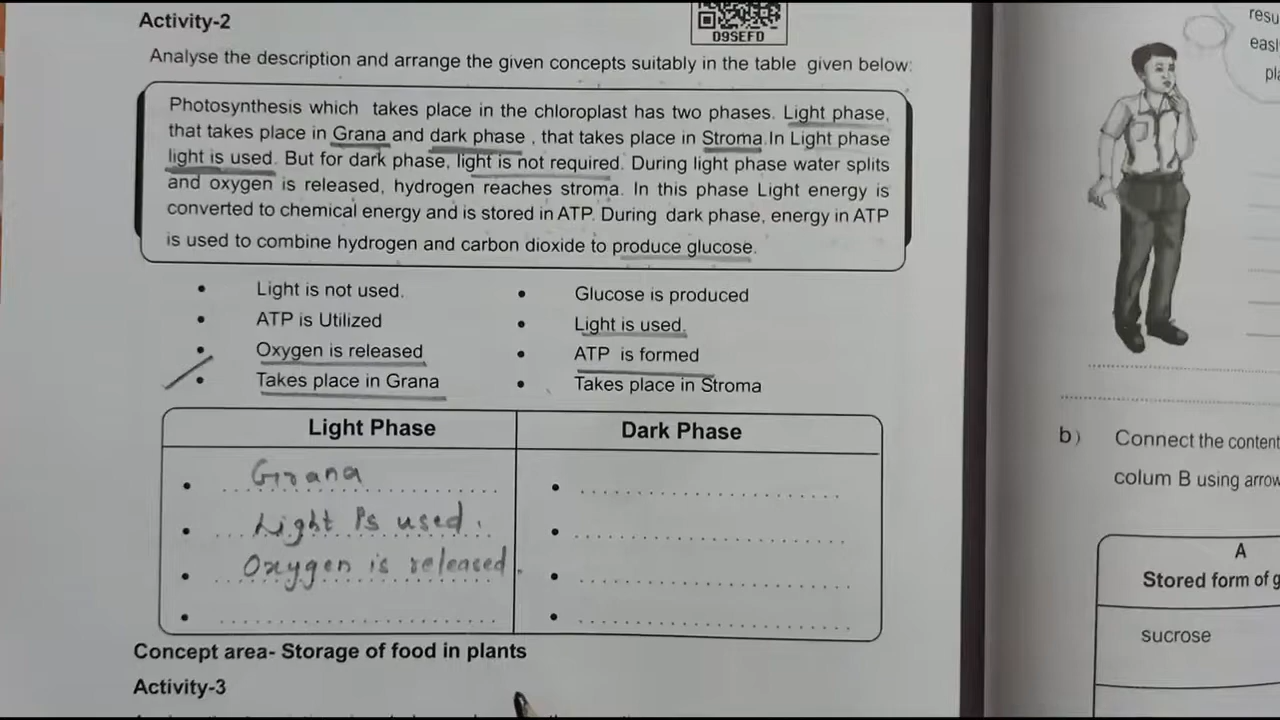 Activity-2
D9SEFD
Analyse the description and arrange the given concepts suitably in the table given below:
Photosynthesis which takes place in the chloroplast has two phases. Light phase,
that takes place in Grana and dark phase , that takes place in Stroma.In Light phase
light is used. But for dark phase, light is not required. During light phase water splits
and oxygen is released, hydrogen reaches stroma. In this phase Light energy is
converted to chemical energy and is stored in ATP. During dark phase, energy in ATP
is used to combine hydrogen and carbon dioxide to produce glucose.
• Light is not used.
• ATP is Utilized
• Oxygen is released
• Takes place in Grana
• Glucose is produced
• Light is used.
• ATP is formed
• Takes place in Stroma
Light Phase
• Grana
• Light is used.
• Oxygen is released.
Dark Phase
Concept area- Storage of food in plants
Activity-3
b) Connect the content
colum B using arrow
A
Stored form of g
sucrose